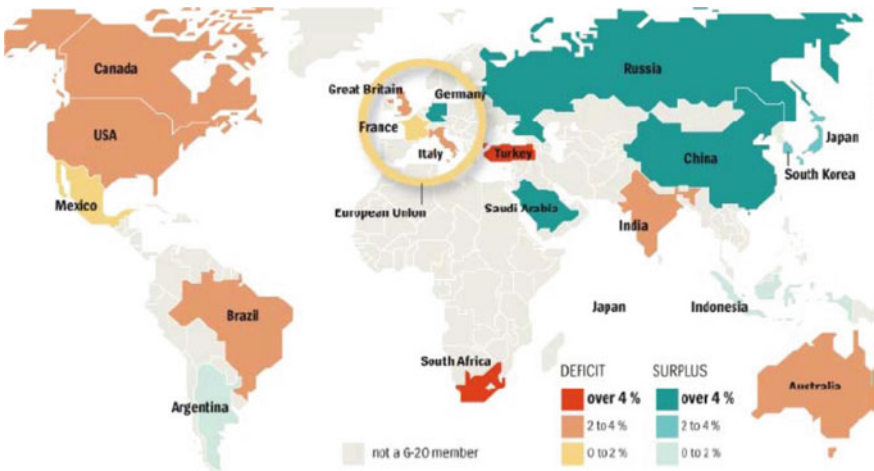 Canada
USA
Mexico
Brazil
Argentina
Great Britain
Germany
France
Italy
European Union
Turkey
Saudi Arabia
South Africa
Russia
China
Japan
South Korea
India
Japan
Indonesia
Australia
DEFICIT
over 4 %
2 to 4 %
0 to 2 %
SURPLUS
over 4 %
2 to 4 %
0 to 2 %
not a G-20 member